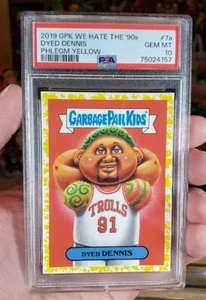 2019 GPK WE HATE THE '90s #7a
DYED DENNIS GEM MT
PHLEGM YELLOW 10
PSA 75024157
GARBAGE PAIL KIDS
TROLLS
91
DYED DENNIS